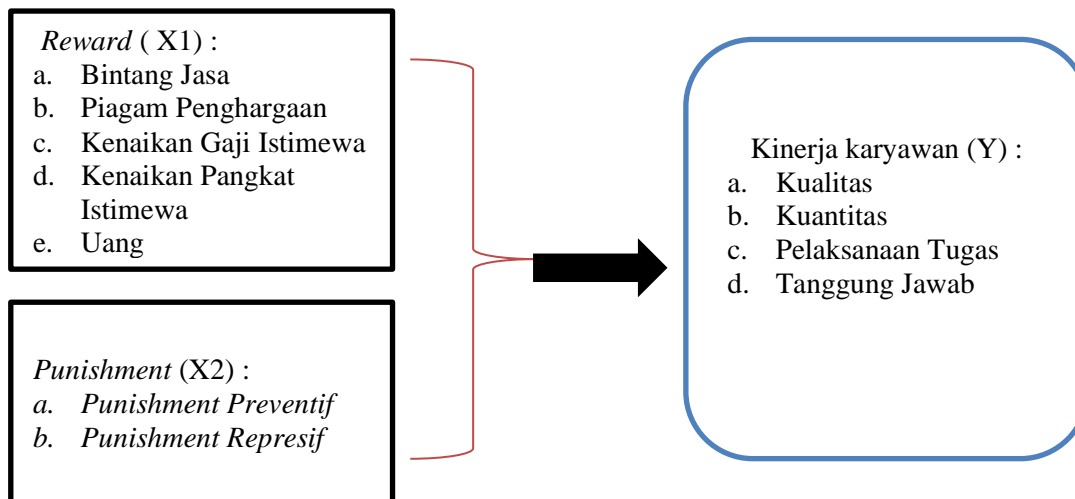 Reward ( X1) :
a. Bintang Jasa
b. Piagam Penghargaan
c. Kenaikan Gaji Istimewa
d. Kenaikan Pangkat
Istimewa
e. Uang
Punishment (X2) :
a. Punishment Preventif
b. Punishment Represif
Kinerja karyawan (Y) :
a. Kualitas
b. Kuantitas
c. Pelaksanaan Tugas
d. Tanggung Jawab